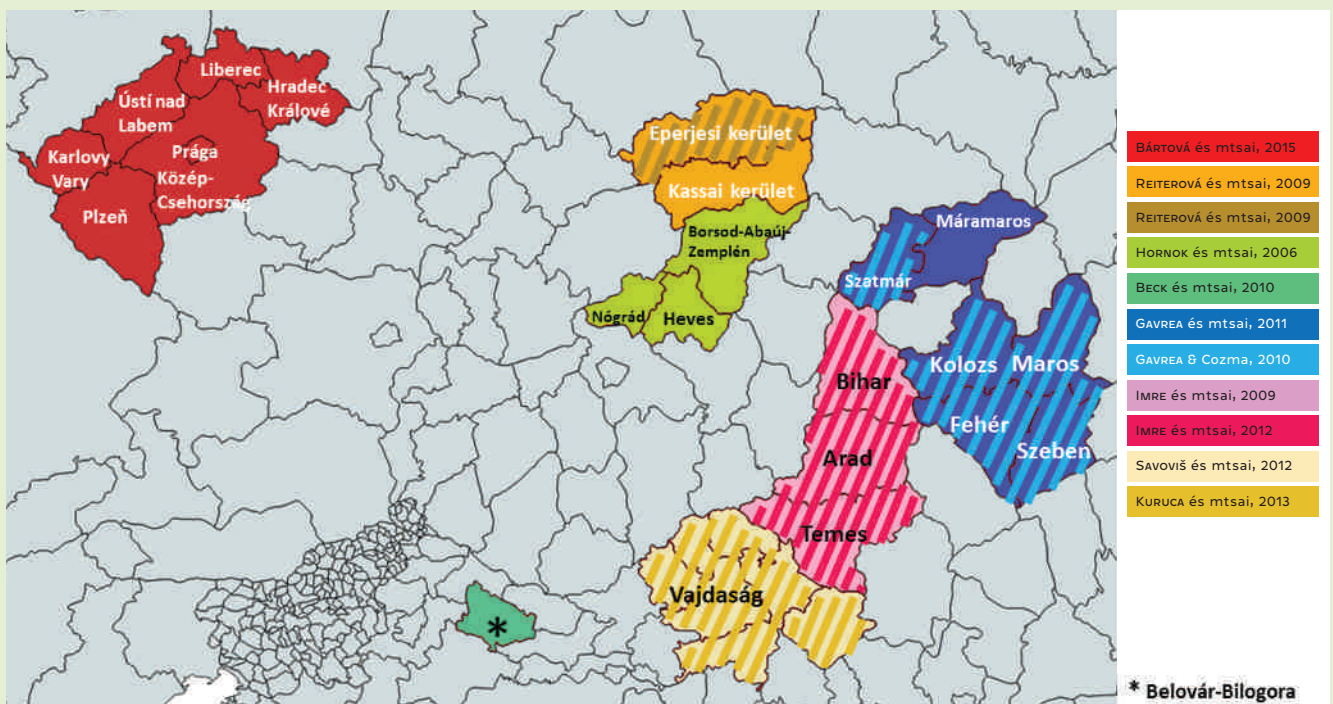 Liberec
Hradec
Králové
Ústí nad
Labem
Karlovy
Vary
Prága
Közép-
Csehország
Plzeň
Eperjesi kerület
Kassai kerület
Borsod-Abaúj-
Zemplén
Nógrád
Heves
Máramaros
Szatmár
Kolozs
Maros
Bihar
Fehér
Szeben
Arad
Temes
Vajdaság
*
BÁRTOVÁ és mtsai, 2015
REITEROVÁ és mtsai, 2009
REITEROVÁ és mtsai, 2009
HORNOK és mtsai, 2006
BECK és mtsai, 2010
GAVREA és mtsai, 2011
GAVREA & Cozma, 2010
IMRE és mtsai, 2009
IMRE és mtsai, 2012
SAVOVIŠ és mtsai, 2012
KURUCA és mtsai, 2013
* Belovár-Bilogora